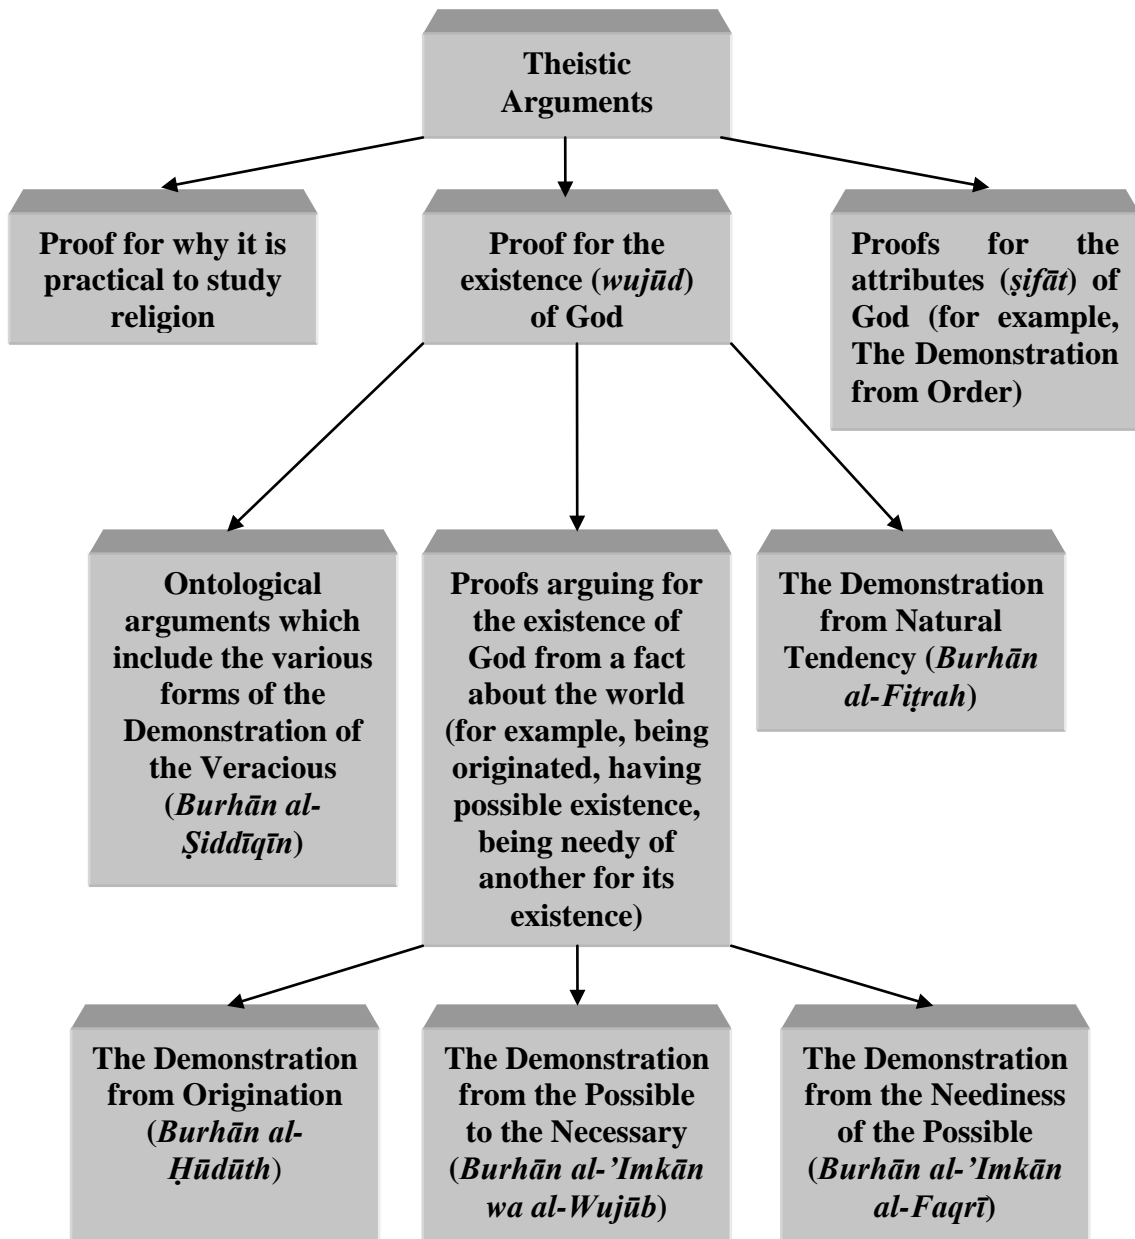 Theistic
Arguments
Proof for why it is
practical to study
religion
Proof for the
existence (wujūd)
of God
Proofs for the
attributes (ṣifāt) of
God (for example,
The Demonstration
from Order)
Ontological
arguments which
include the various
forms of the
Demonstration of
the Veracious
(Burhān al-
Ṣiddīqīn)
Proofs arguing for
the existence of
God from a fact
about the world
(for example, being
originated, having
possible existence,
being needy of
another for its
existence)
The Demonstration
from Natural
Tendency (Burhān
al-Fiṭrah)
The Demonstration
from Origination
(Burhān al-
Ḥūdūth)
The Demonstration
from the Possible
to the Necessary
(Burhān al-’Imkān
wa al-Wujūb)
The Demonstration
from the Neediness
of the Possible
(Burhān al-’Imkān
al-Faqrī)